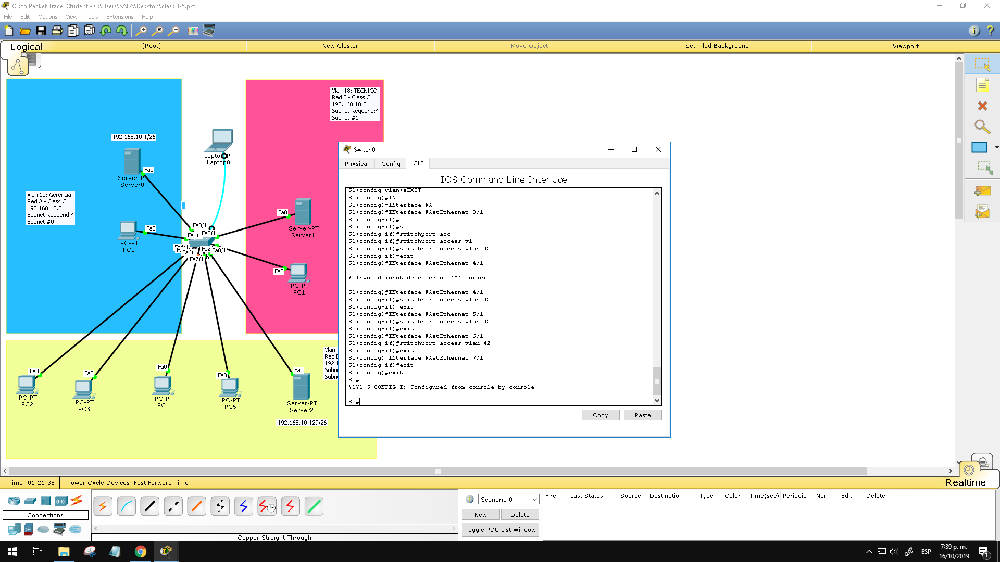 Cisco Packet Tracer Student - C:\Users\SALA\Desktop\class 3-5.pkt
File Edit Options View Tools Extensions Help
Logical [Root] New Cluster Move Object Set Tiled Background Viewport
Vlan 18: TECNICO
Red B - Class C
192.168.10.0
Subnet Requerid:4
Subnet #1
192.168.10.1/26
Laptop-PT
Laptop0
Fa0
Server-PT
Server0
Vlan 10: Gerencia
Red A - Class C
192.168.10.0
Subnet Requerid:4
Subnet #0
Fa0
PC-PT
PC0
Fa0/1
Fa3/1
Fa1/
Fa2
Fa8/1
Fa6/1
Fa7/1
Fa0
Server-PT
Server1
Fa0
PC-PT
PC1
Vlan 4
Red B
192.1
Subne
Subne
Fa0
PC-PT
PC2
Fa0
PC-PT
PC3
Fa0
PC-PT
PC4
Fa0
PC-PT
PC5
Fa0
Server-PT
Server2
192.168.10.129/26
Switch0
Physical Config CLI
IOS Command Line Interface
S1(config-vlan)#EXIT
S1(config)#IN
S1(config)#INterface FA
S1(config)#INterface FAstEthernet 8/1
S1(config-if)#
S1(config-if)#sw
S1(config-if)#switchport acc
S1(config-if)#switchport access vl
S1(config-if)#switchport access vlan 42
S1(config-if)#exit
S1(config)#INterface FAstEthernet 4/1
^
% Invalid input detected at '^' marker.
S1(config)#INterface FAstEthernet 4/1
S1(config-if)#switchport access vlan 42
S1(config-if)#exit
S1(config)#INterface FAstEthernet 5/1
S1(config-if)#switchport access vlan 42
S1(config-if)#exit
S1(config)#INterface FAstEthernet 6/1
S1(config-if)#switchport access vlan 42
S1(config-if)#exit
S1(config)#INterface FAstEthernet 7/1
S1(config-if)#exit
S1(config)#exit
S1#
%SYS-5-CONFIG_I: Configured from console by console
S1#
Copy Paste
Time: 01:21:35 Power Cycle Devices Fast Forward Time
Realtime
Connections
Copper Straight-Through
Scenario 0
New Delete
Toggle PDU List Window
Fire Last Status Source Destination Type Color Time(sec) Periodic Num Edit Delete
ESP
7:39 p. m.
16/10/2019
1